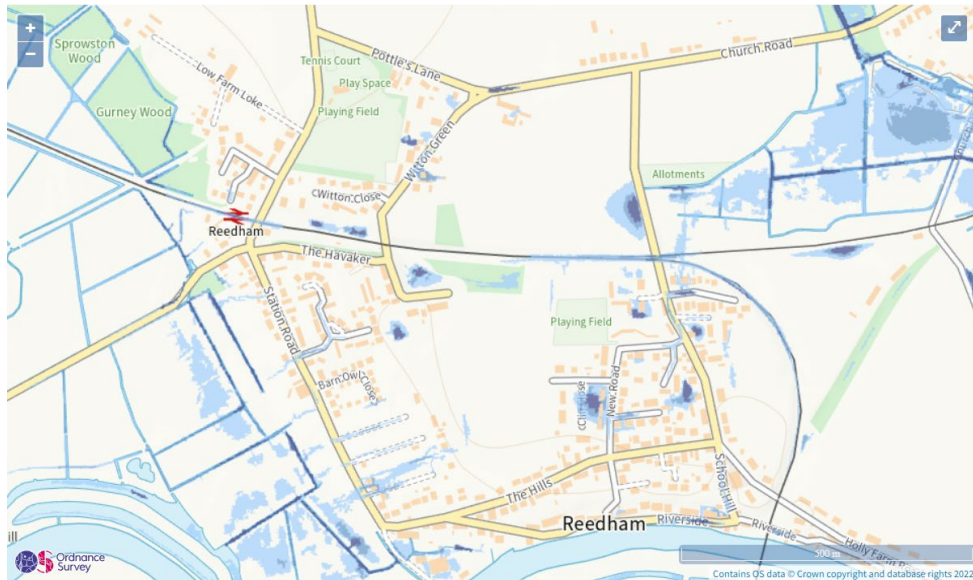 +
−
Sprowston
Wood
Gurney Wood
Low Farm Loke
Pottle's Lane
Church Road
Tennis Court
Play Space
Playing Field
Witton Green
Witton Close
Allotments
Reedham
The Havaker
Station Road
Playing Field
Barn Owl Close
New Road
The Hills
School Hill
Reedham
Riverside
Riverside
Holly Farm R
ill
500 m
Ordnance
Survey
Contains OS data © Crown copyright and database rights 2022